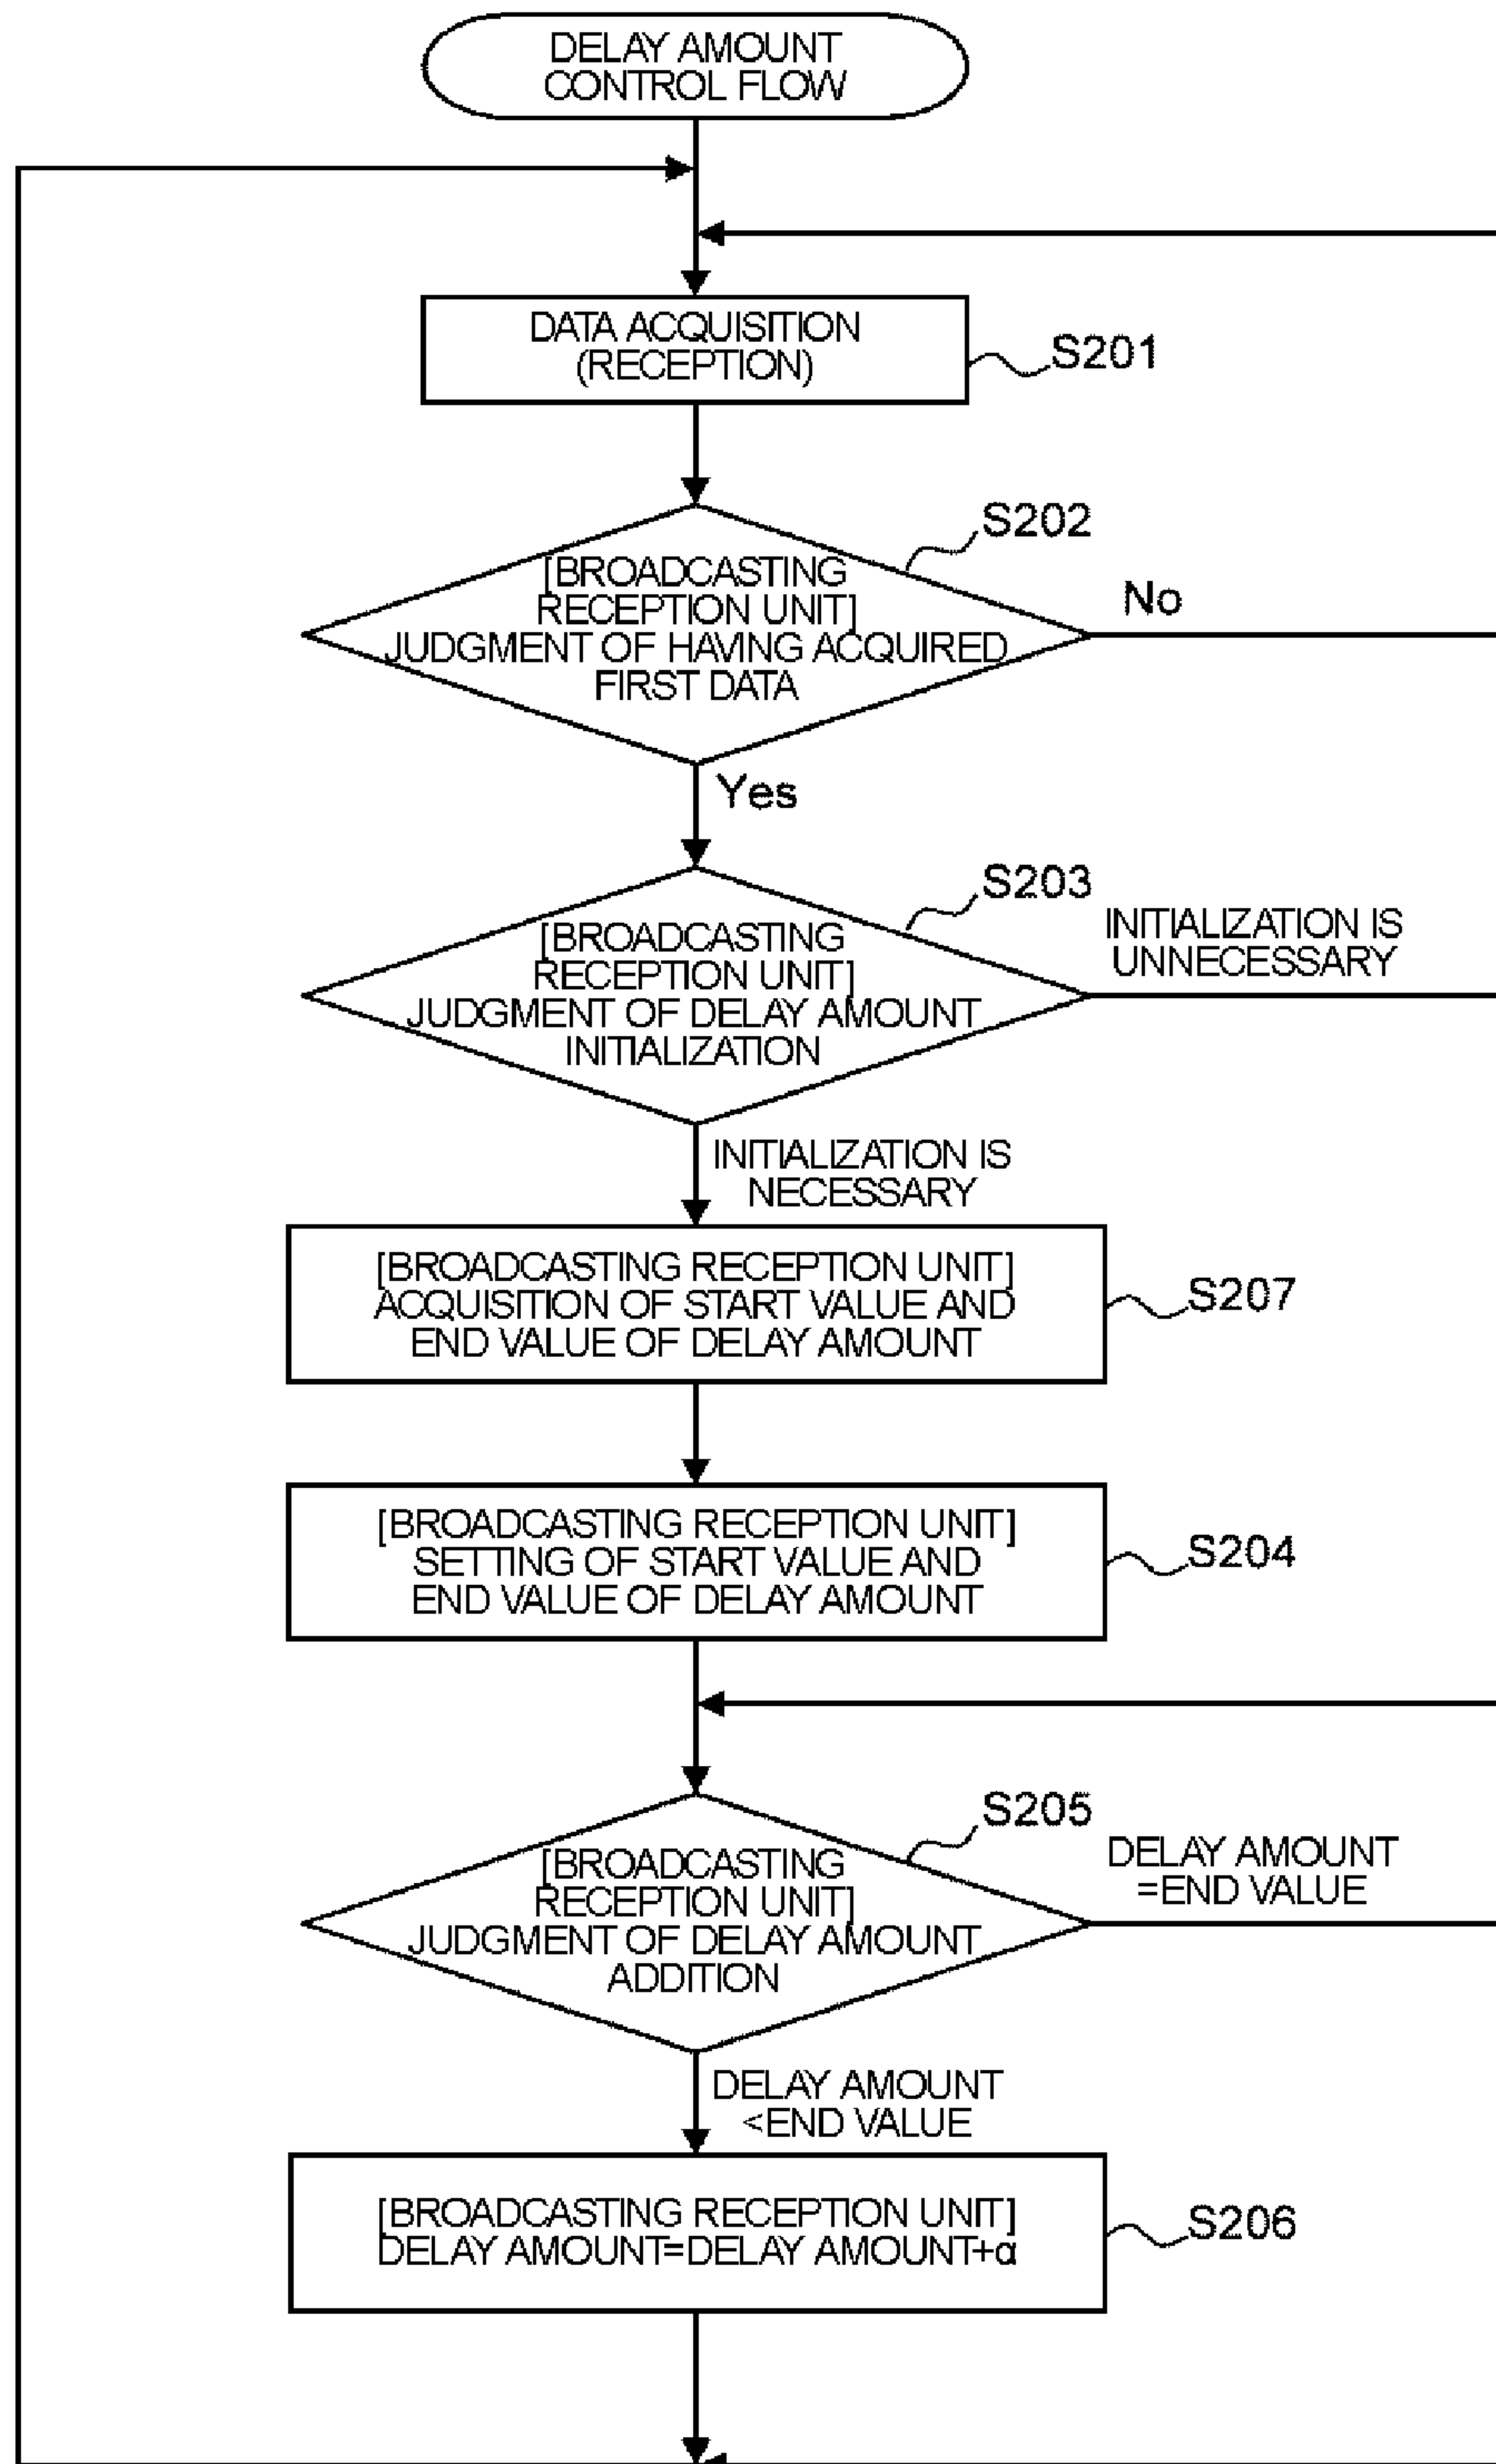 DELAY AMOUNT
CONTROL FLOW
DATA ACQUISITION
(RECEPTION)
S201
S202
[BROADCASTING
RECEPTION UNIT]
JUDGMENT OF HAVING ACQUIRED
FIRST DATA
No
Yes
S203
[BROADCASTING
RECEPTION UNIT]
JUDGMENT OF DELAY AMOUNT
INITIALIZATION
INITIALIZATION IS
UNNECESSARY
INITIALIZATION IS
NECESSARY
[BROADCASTING RECEPTION UNIT]
ACQUISITION OF START VALUE AND
END VALUE OF DELAY AMOUNT
S207
[BROADCASTING RECEPTION UNIT]
SETTING OF START VALUE AND
END VALUE OF DELAY AMOUNT
S204
S205
[BROADCASTING
RECEPTION UNIT]
JUDGMENT OF DELAY AMOUNT
ADDITION
DELAY AMOUNT
=END VALUE
DELAY AMOUNT
<END VALUE
[BROADCASTING RECEPTION UNIT]
DELAY AMOUNT=DELAY AMOUNT+α
S206